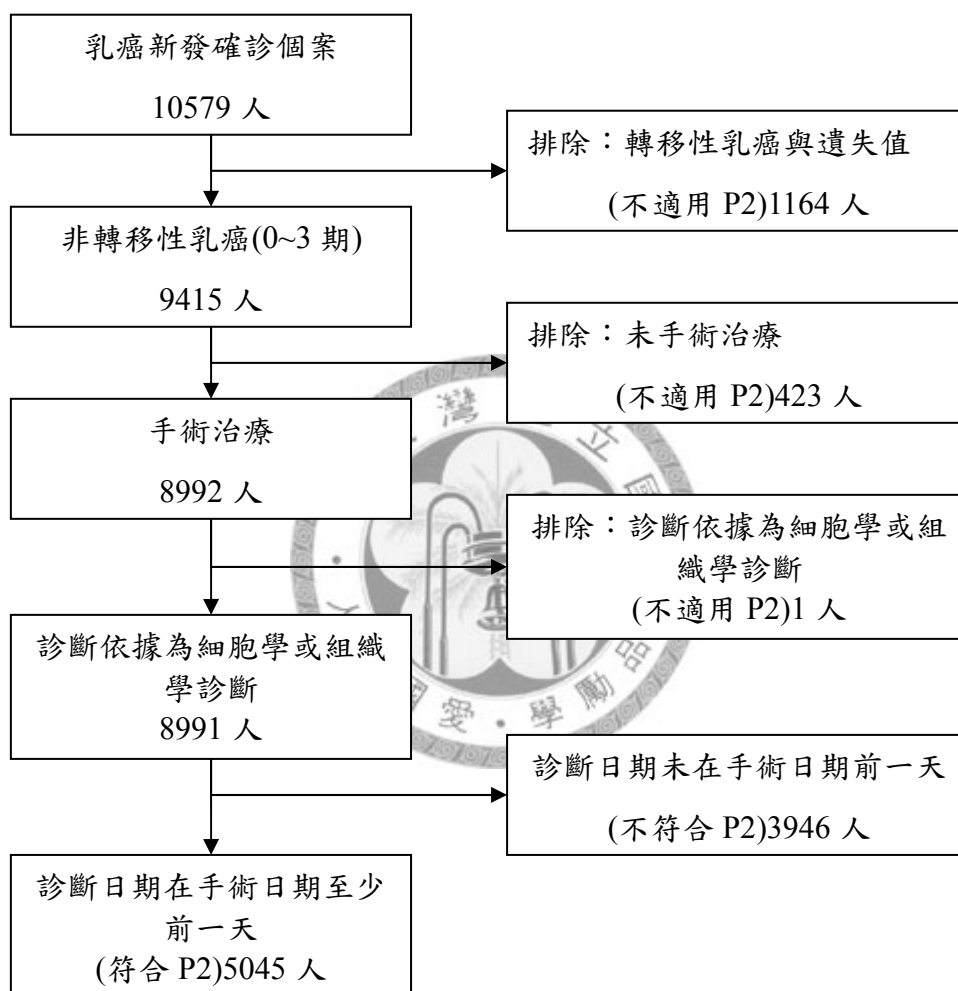 乳癌新發確診個案
10579 人
排除：轉移性乳癌與遺失值
(不適用 P2)1164 人
非轉移性乳癌(0~3 期)
9415 人
排除：未手術治療
(不適用 P2)423 人
手術治療
8992 人
排除：診斷依據為細胞學或組
織學診斷
(不適用 P2)1 人
診斷依據為細胞學或組織
學診斷
8991 人
診斷日期未在手術日期前一天
(不符合 P2)3946 人
診斷日期在手術日期至少
前一天
(符合 P2)5045 人
灣 立 國
愛・學 勵 品